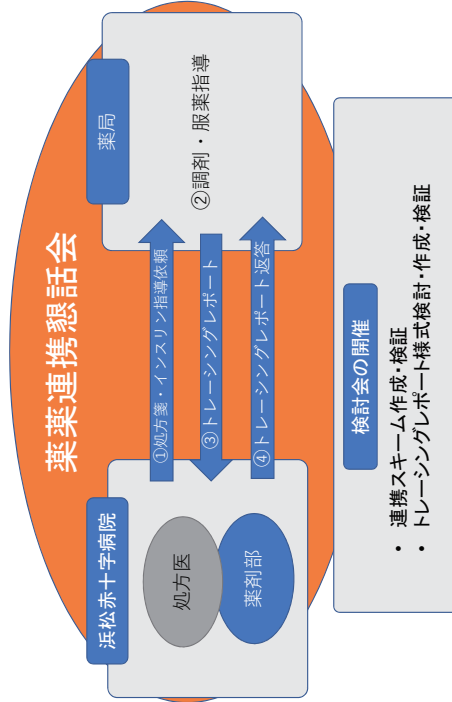 薬薬連携懇話会
浜松赤十字病院
処方医
薬剤部
①処方箋・インスリン指導依頼
③トレーシングレポート
④トレーシングレポート返答
薬局
②調剤・服薬指導
検討会の開催
・ 連携スキーム作成・検証
・ トレーシングレポート様式検討・作成・検証